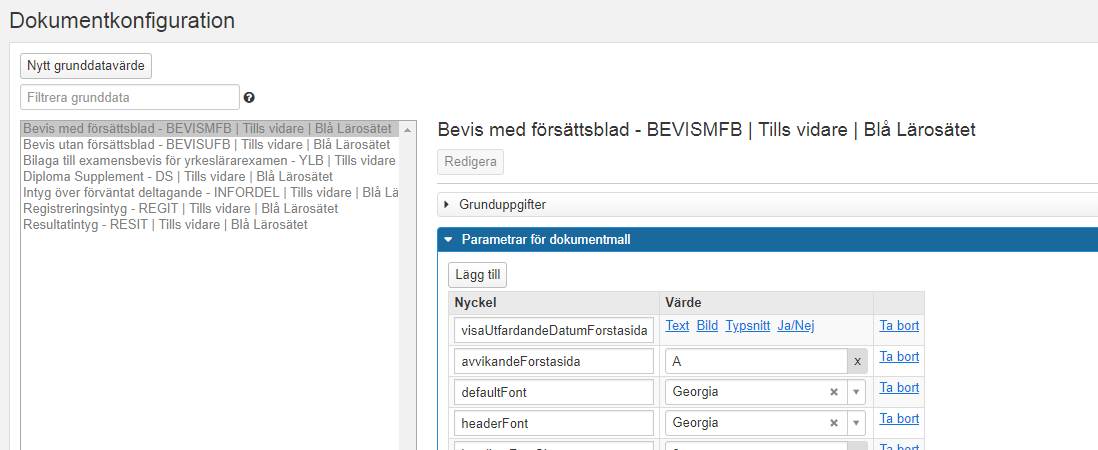 Dokumentkonfiguration
Nytt grunddatavärde
Filtrera grunddata
Bevis med försättsblad - BEVISMFB | Tills vidare | Blå Lärosätet
Bevis utan försättsblad - BEVISUFB | Tills vidare | Blå Lärosätet
Bilaga till examensbevis för yrkeslärarexamen - YLB | Tills vidare
Diploma Supplement - DS | Tills vidare | Blå Lärosätet
Intyg över förväntat deltagande - INFORDEL | Tills vidare | Blå Lä
Registreringsintyg - REGIT | Tills vidare | Blå Lärosätet
Resultatintyg - RESIT | Tills vidare | Blå Lärosätet
Bevis med försättsblad - BEVISMFB | Tills vidare | Blå Lärosätet
Redigera
Grunduppgifter
Parametrar för dokumentmall
Lägg till
Nyckel Värde
visaUtfardandeDatumForstasida Text Bild Typsnitt Ja/Nej Ta bort
avvikandeForstasida A x Ta bort
defaultFont Georgia Ta bort
headerFont Georgia Ta bort